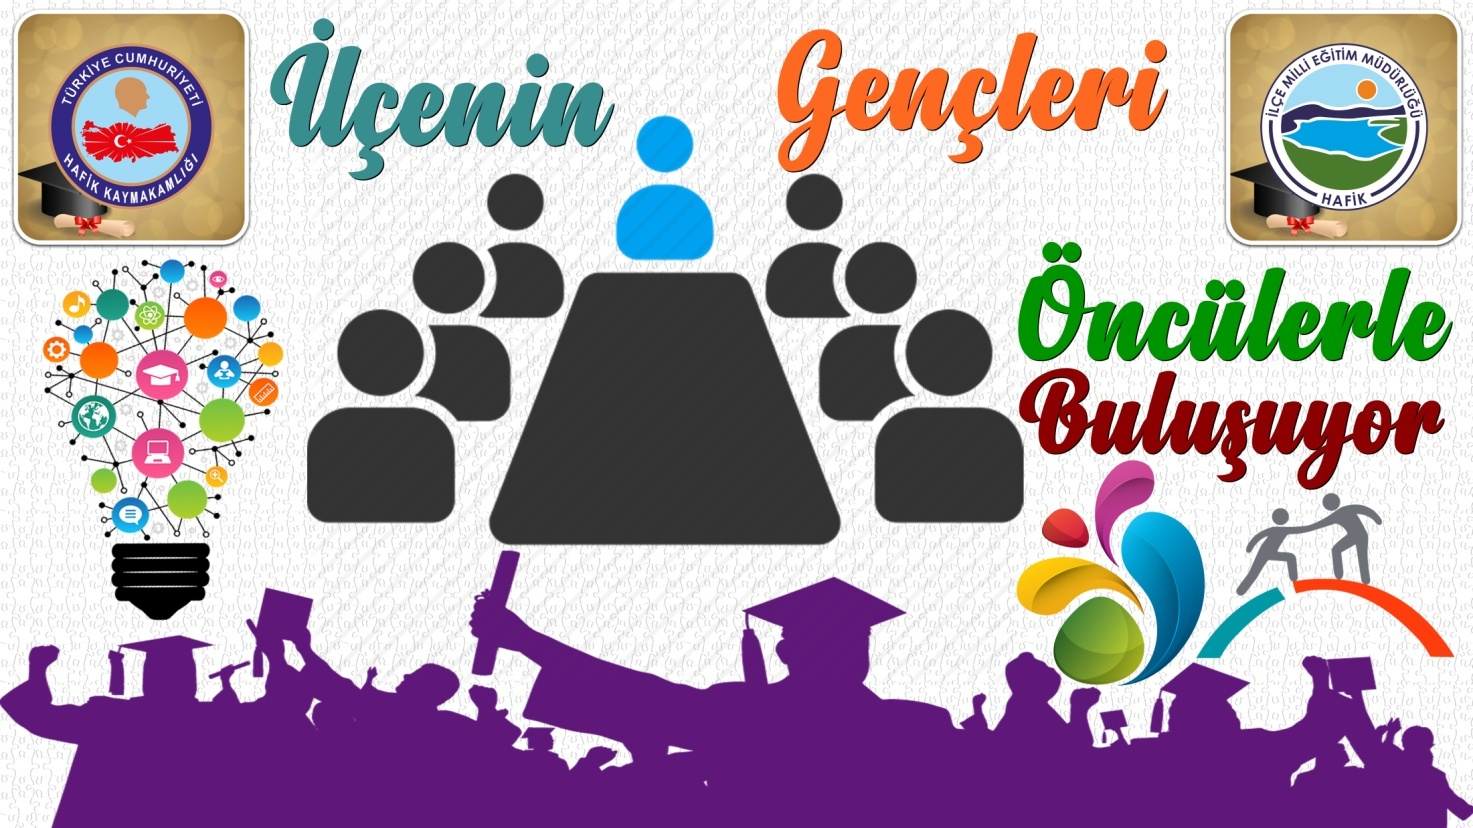 TÜRKİYE CUMHURİYETİ
HAFİK KAYMAKAMLIĞI
İlçenin Gençleri
İLÇE MİLLİ EĞİTİM MÜDÜRLÜĞÜ
HAFİK
Öncülerle
Buluşuyor